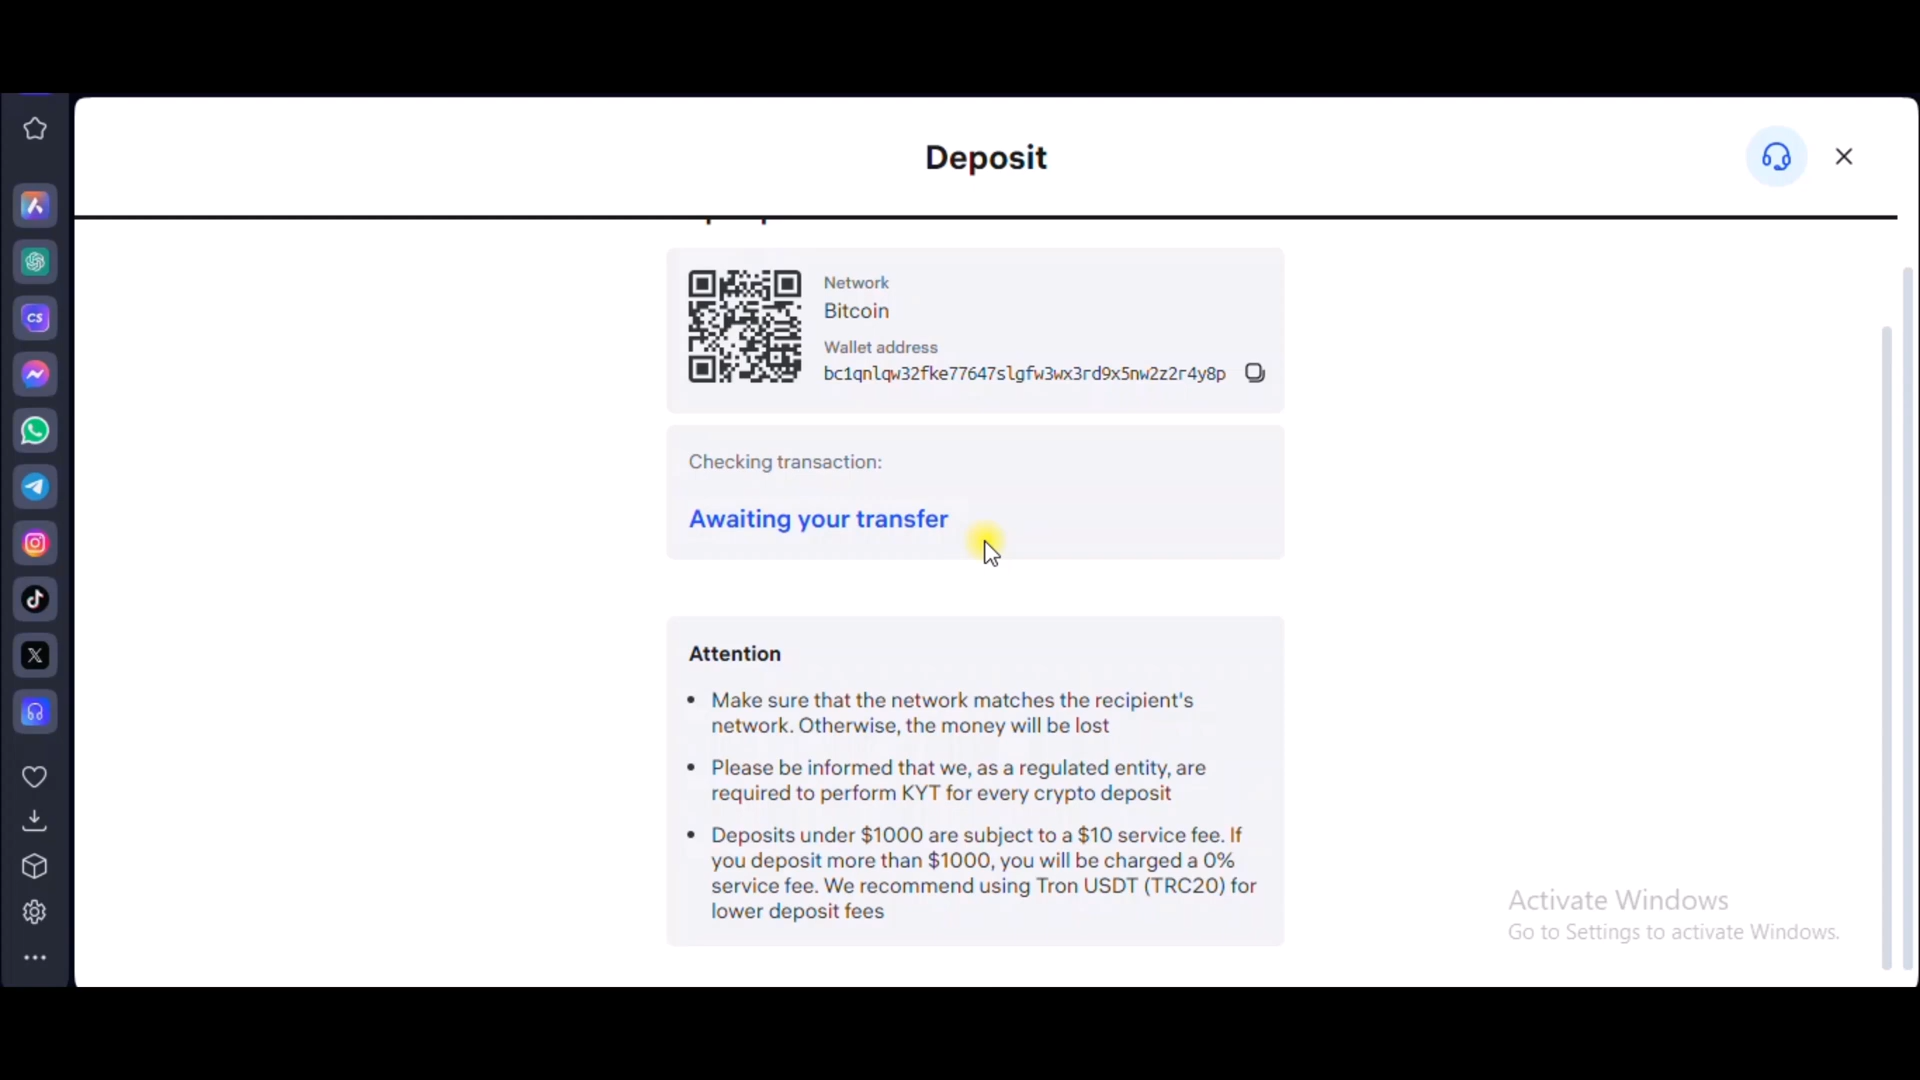 Deposit
Network
Bitcoin
Wallet address
bc1qnlqw32fke77647slgfw3wx3rd9x5nw2z2r4y8p
Checking transaction:
Awaiting your transfer
Attention
• Make sure that the network matches the recipient's
network. Otherwise, the money will be lost
• Please be informed that we, as a regulated entity, are
required to perform KYT for every crypto deposit
• Deposits under $1000 are subject to a $10 service fee. If
you deposit more than $1000, you will be charged a 0%
service fee. We recommend using Tron USDT (TRC20) for
lower deposit fees
Activate Windows
Go to Settings to activate Windows.
CS